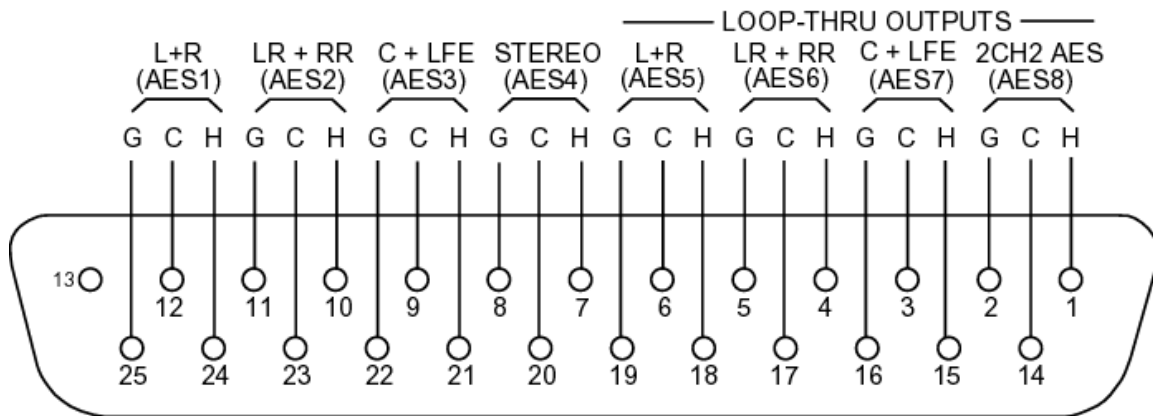 LOOP-THRU OUTPUTS
L+R LR + RR C + LFE STEREO L+R LR + RR C + LFE 2CH2 AES
(AES1) (AES2) (AES3) (AES4) (AES5) (AES6) (AES7) (AES8)
G C H G C H G C H G C H G C H G C H G C H G C H
13 12 11 10 9 8 7 6 5 4 3 2 1
25 24 23 22 21 20 19 18 17 16 15 14